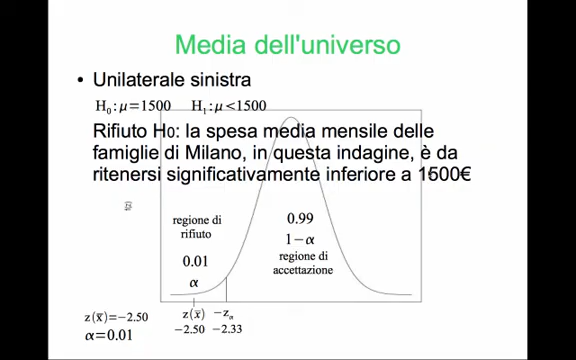 Media dell'universo
• Unilaterale sinistra
H₀:μ=1500 H₁:μ<1500
Rifiuto H0: la spesa media mensile delle
famiglie di Milano, in questa indagine, è da
ritenersi significativamente inferiore a 1500€
regione di
rifiuto
0.01
α
0.99
1−α
regione di
accettazione
z(x̄)=−2.50
α=0.01
z(x̄) −zα
−2.50 −2.33